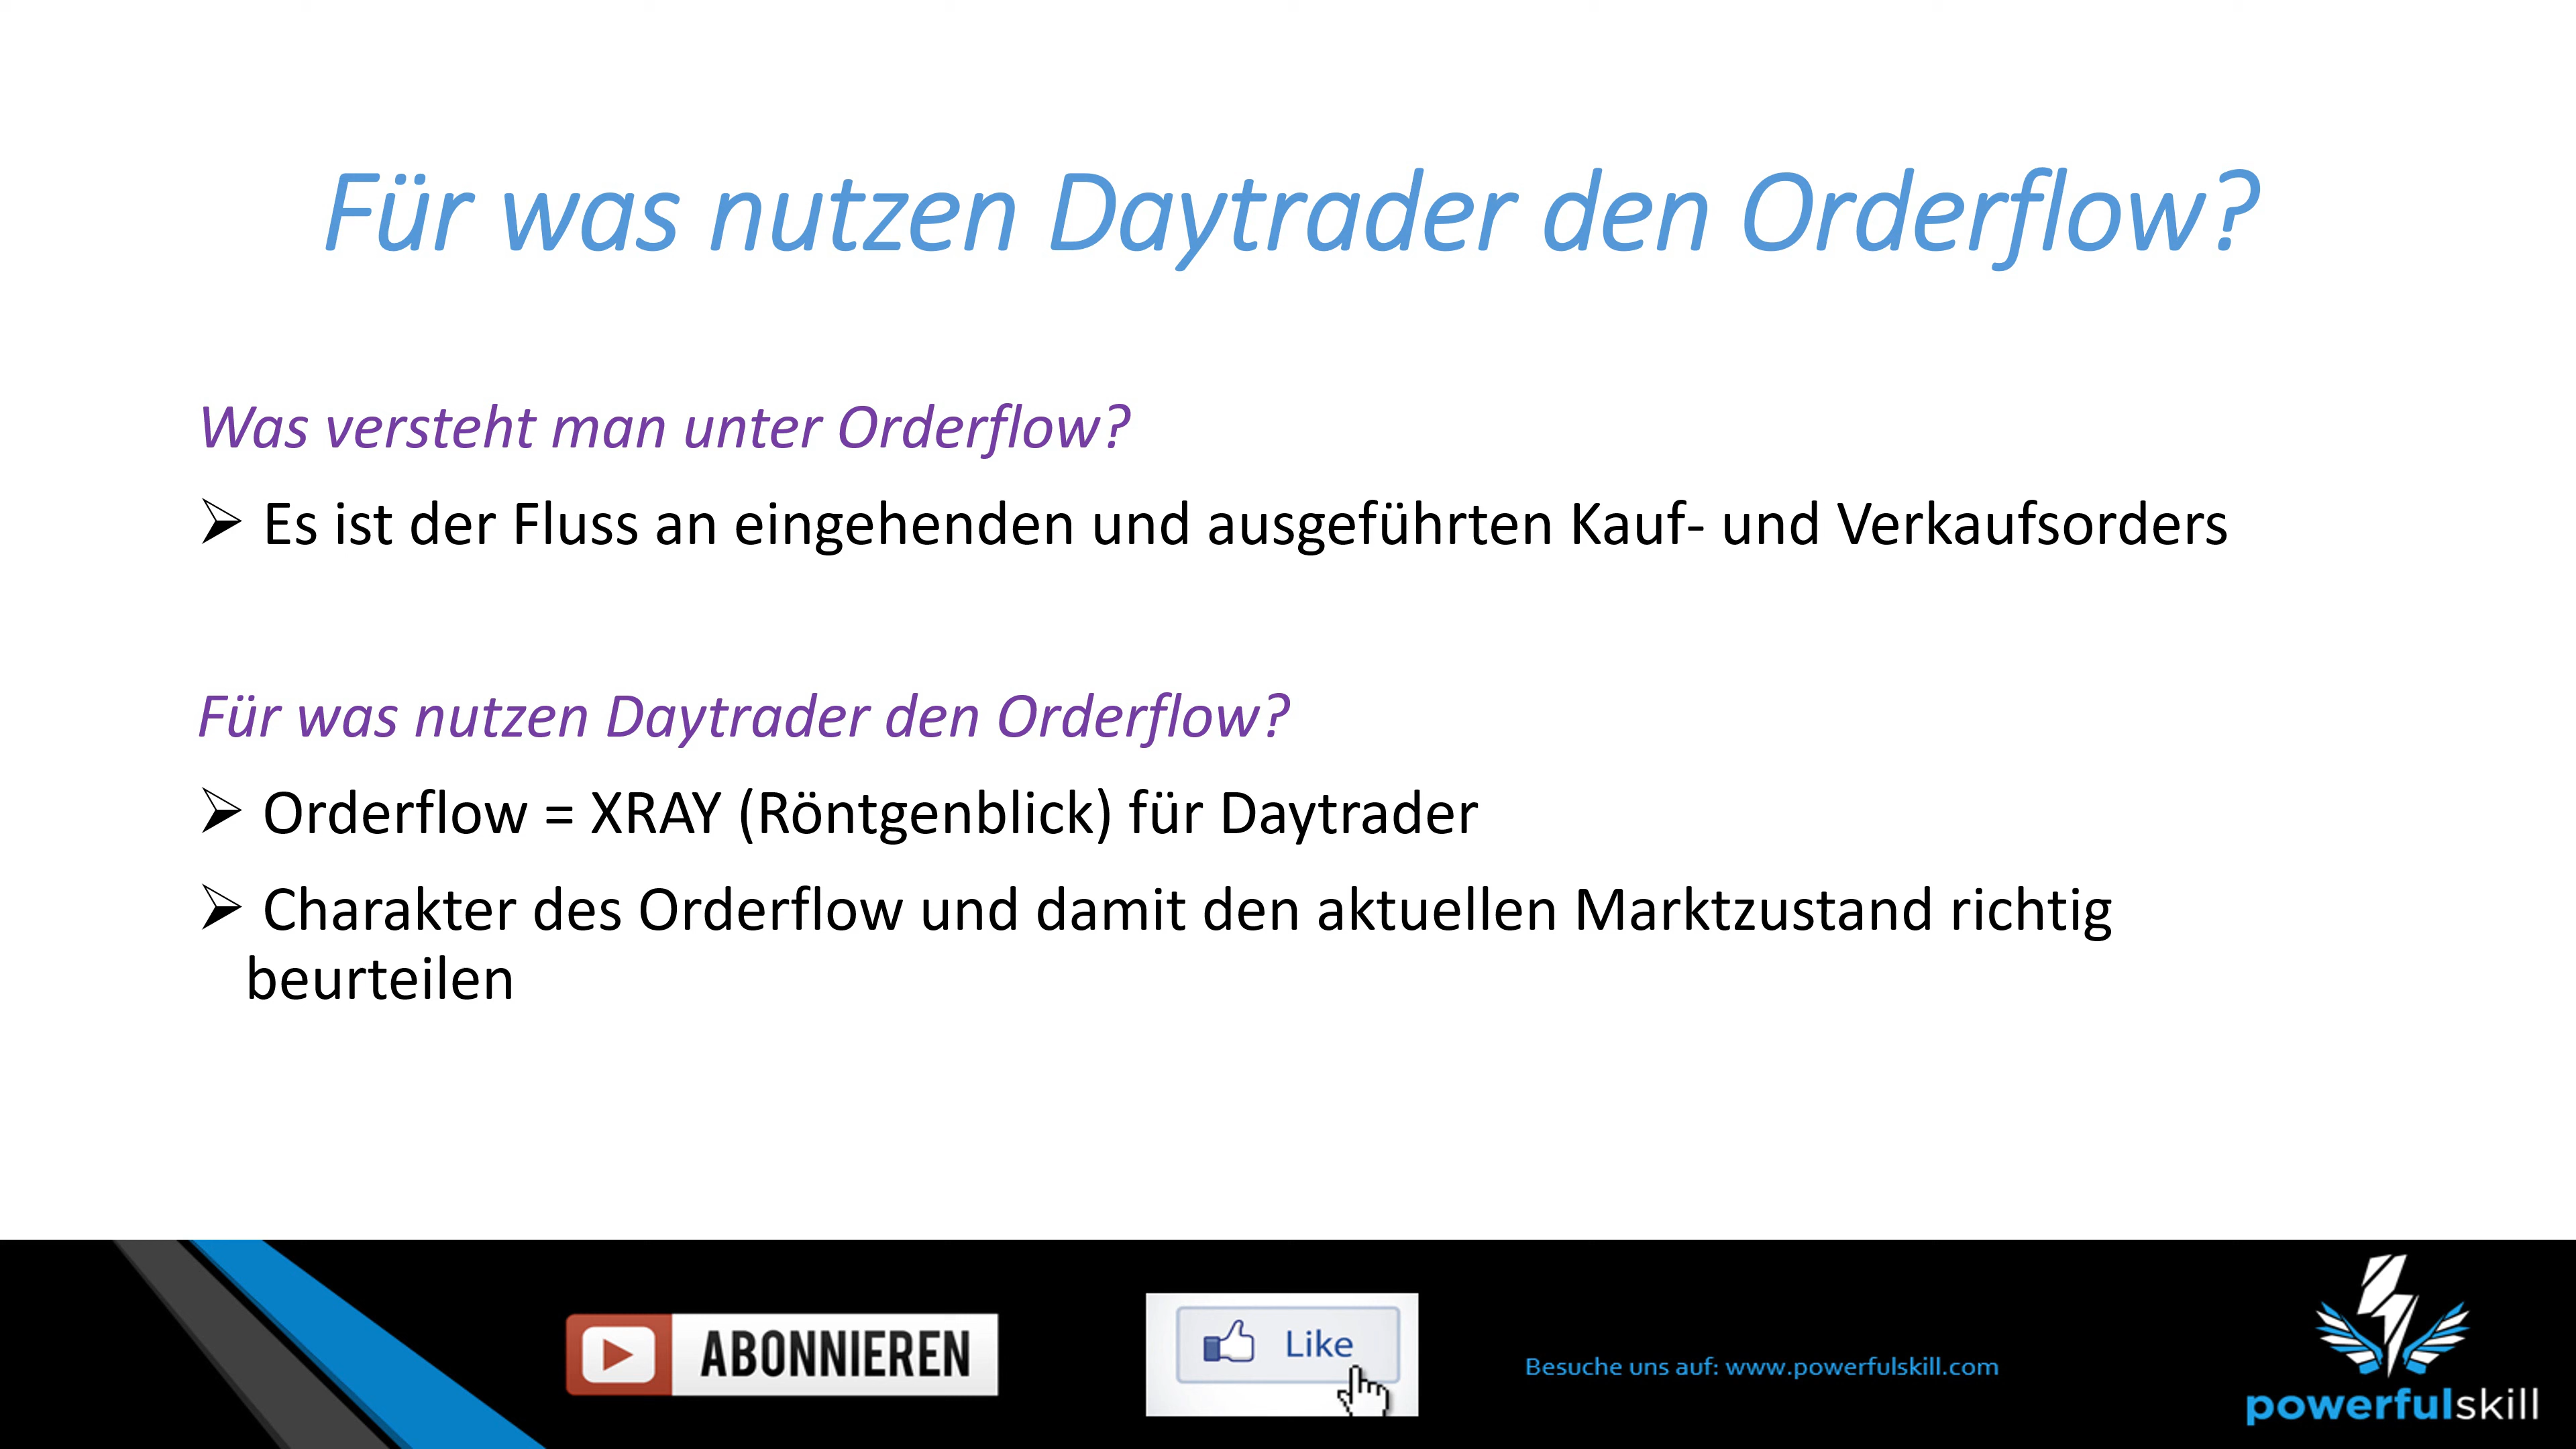 Für was nutzen Daytrader den Orderflow?
Was versteht man unter Orderflow?
➢ Es ist der Fluss an eingehenden und ausgeführten Kauf- und Verkaufsorders
Für was nutzen Daytrader den Orderflow?
➢ Orderflow = XRAY (Röntgenblick) für Daytrader
➢ Charakter des Orderflow und damit den aktuellen Marktzustand richtig
beurteilen
ABONNIEREN
Like
Besuche uns auf: www.powerfulskill.com
powerfulskill